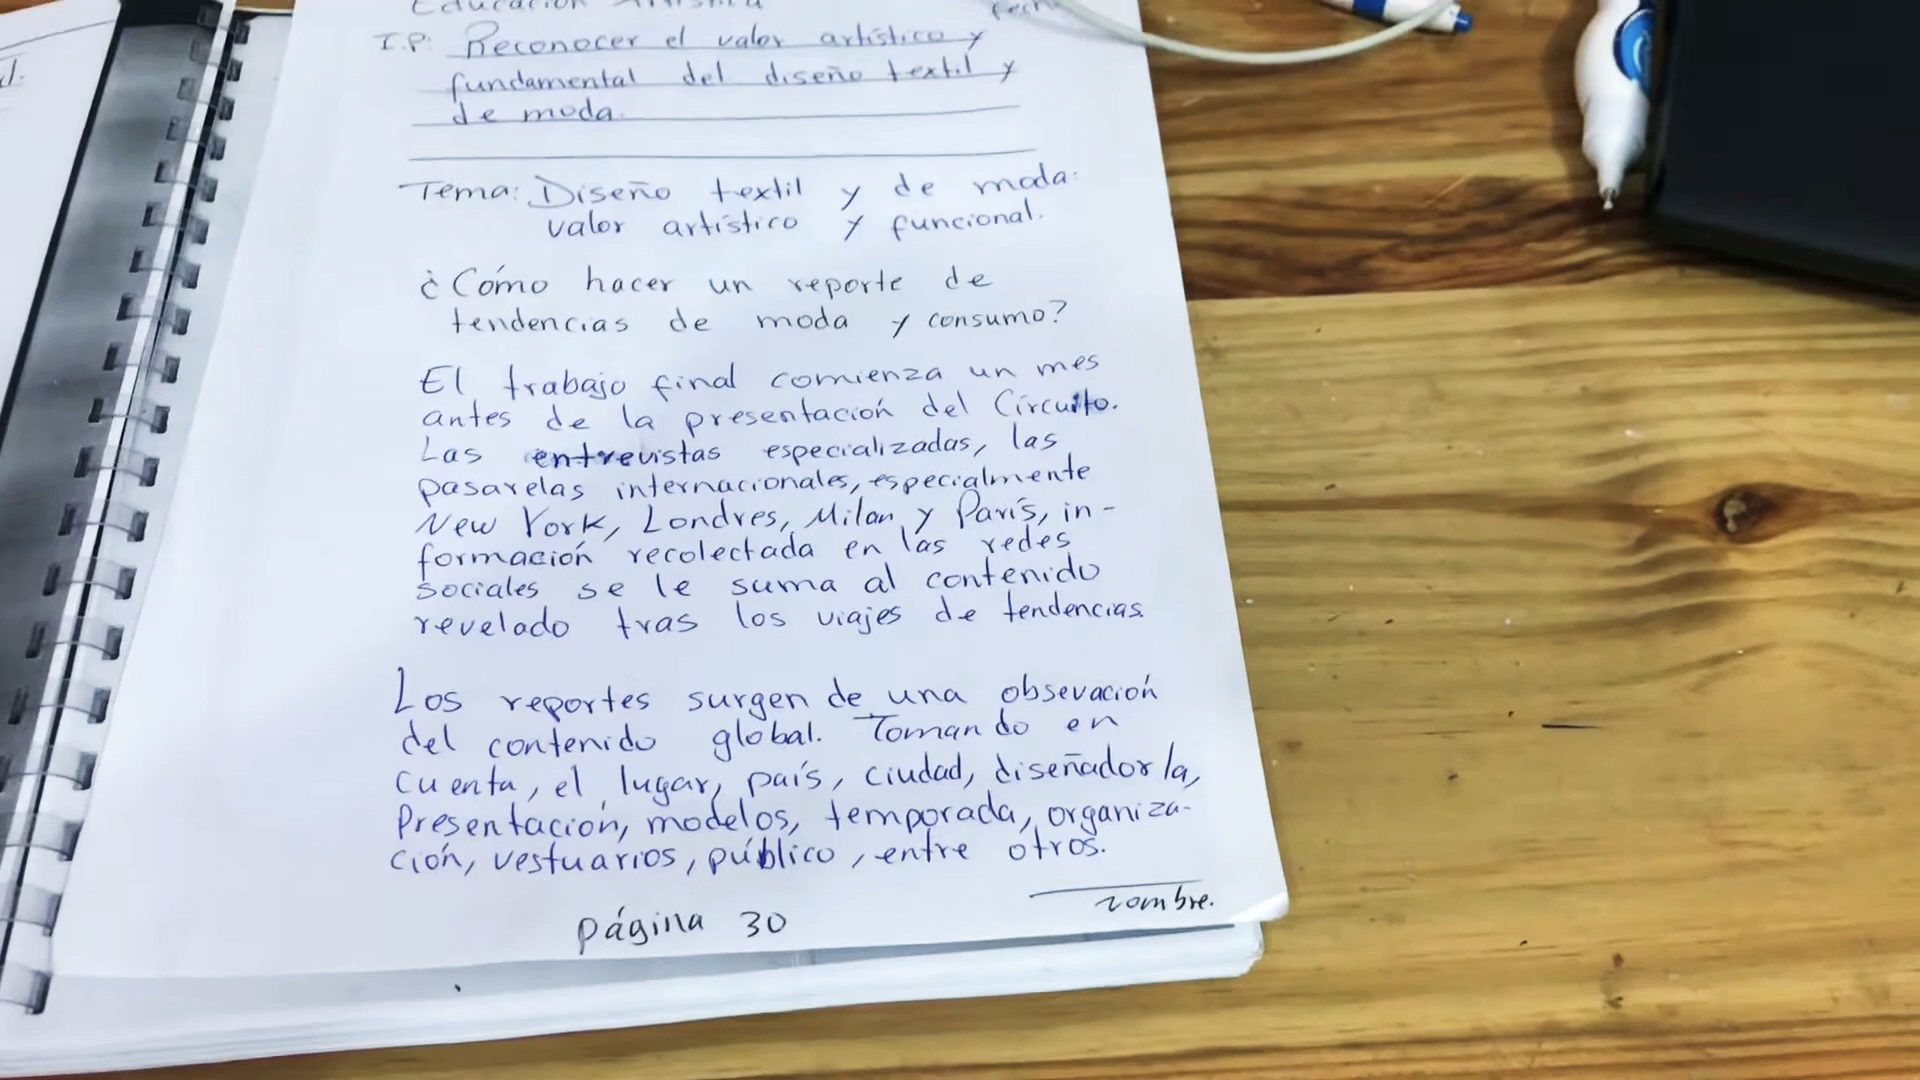 Educación Artística
fecha
I.P: Reconocer el valor artístico y
fundamental del diseño textil y
de moda.
Tema: Diseño textil y de moda:
valor artístico y funcional.
¿Cómo hacer un reporte de
tendencias de moda y consumo?
El trabajo final comienza un mes
antes de la presentación del Circuito.
Las entrevistas especializadas, las
pasarelas internacionales, especialmente
New York, Londres, Milan y París, in-
formación recolectada en las redes
sociales se le suma al contenido
revelado tras los viajes de tendencias.
Los reportes surgen de una obsevación
del contenido global. Tomando en
cuenta, el lugar, país, ciudad, diseñador/a,
Presentación, modelos, temporada, organiza-
ción, vestuarios, público, entre otros.
nombre.
página 30